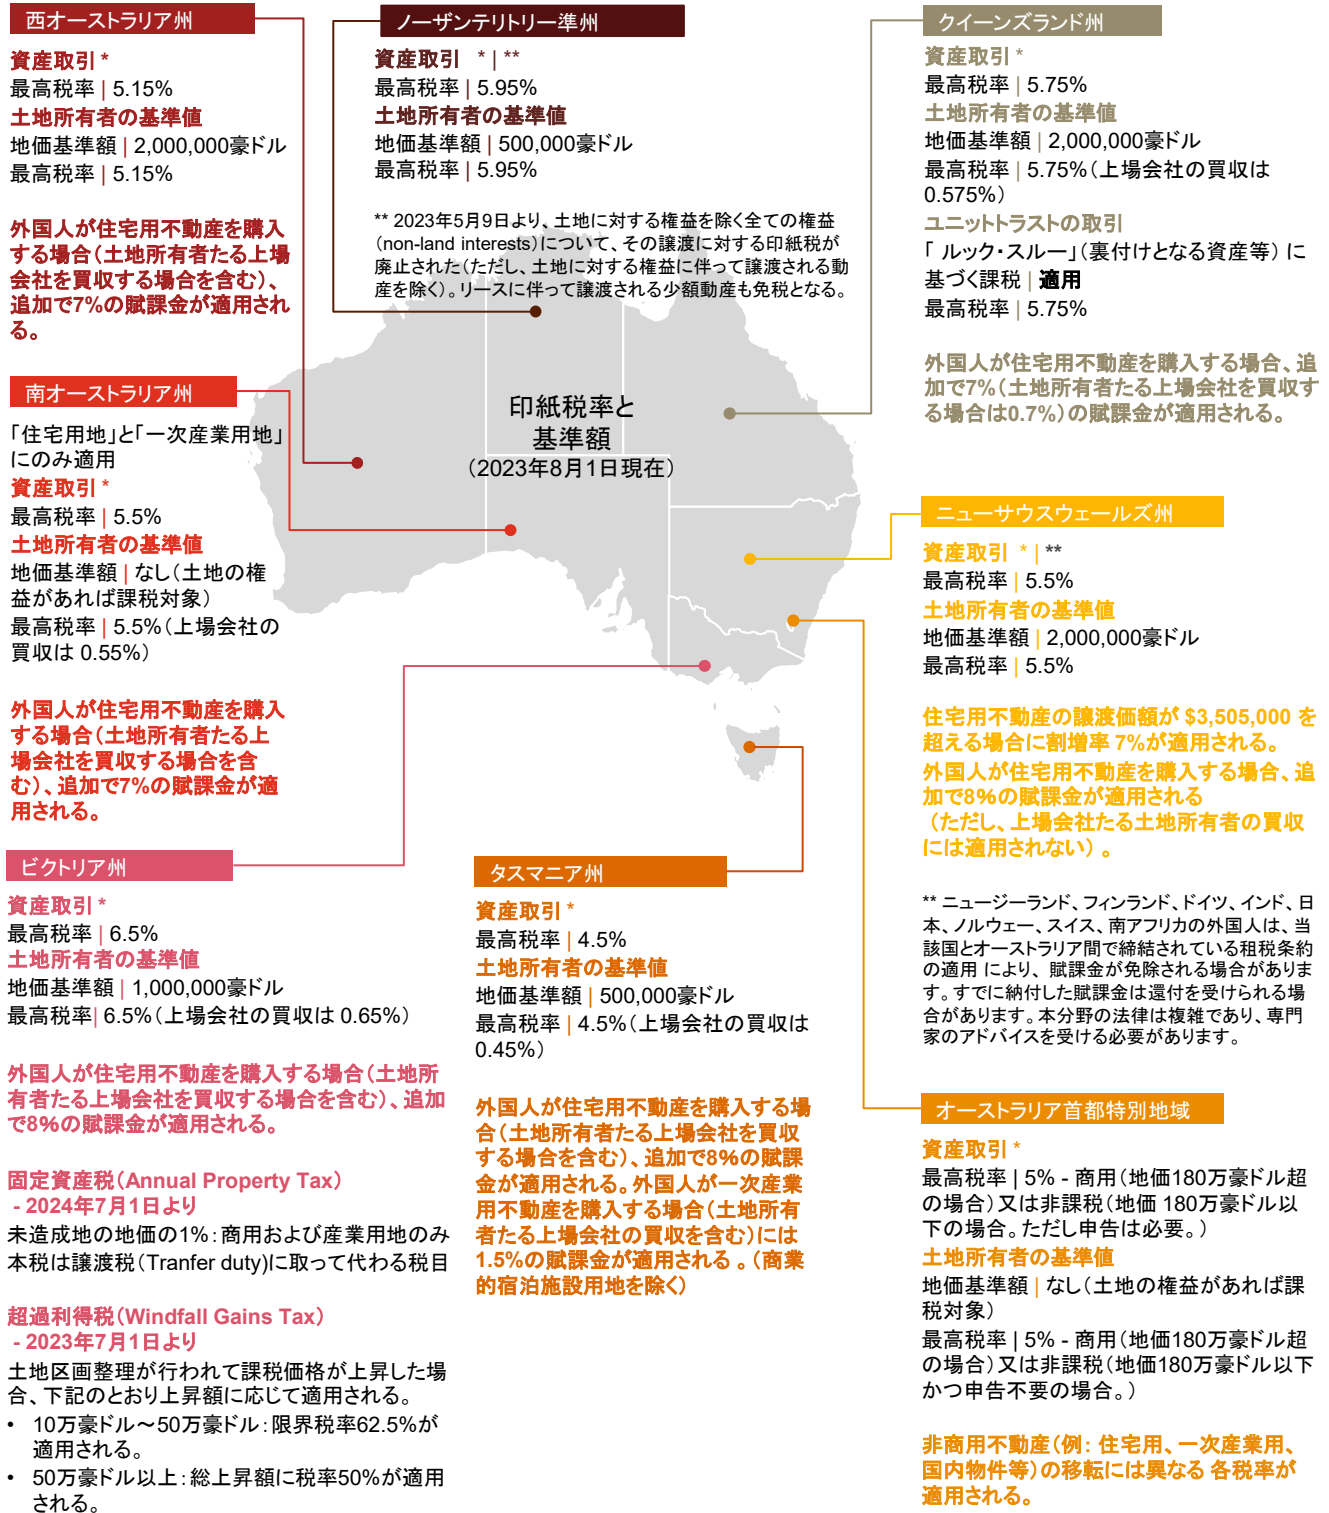 西オーストラリア州
資産取引 *
最高税率 | 5.15%
土地所有者の基準値
地価基準額 | 2,000,000豪ドル
最高税率 | 5.15%
外国人が住宅用不動産を購入
する場合（土地所有者たる上場
会社を買収する場合を含む）、
追加で7%の賦課金が適用され
る。
ノーザンテリトリー準州
資産取引 * | **
最高税率 | 5.95%
土地所有者の基準値
地価基準額 | 500,000豪ドル
最高税率 | 5.95%
** 2023年5月9日より、土地に対する権益を除く全ての権益
（non-land interests）について、その譲渡に対する印紙税が
廃止された（ただし、土地に対する権益に伴って譲渡される動
産を除く）。リースに伴って譲渡される少額動産も免税となる。
クイーンズランド州
資産取引 *
最高税率 | 5.75%
土地所有者の基準値
地価基準額 | 2,000,000豪ドル
最高税率 | 5.75%（上場会社の買収は
0.575%）
ユニットトラストの取引
「 ルック・スルー」（裏付けとなる資産等） に
基づく課税 | 適用
最高税率 | 5.75%
外国人が住宅用不動産を購入する場合、追
加で7%（土地所有者たる上場会社を買収す
る場合は0.7%）の賦課金が適用される。
印紙税率と
基準額
（2023年8月1日現在）
南オーストラリア州
「住宅用地」と「一次産業用地」
にのみ適用
資産取引 *
最高税率 | 5.5%
土地所有者の基準値
地価基準額 | なし（土地の権
益があれば課税対象）
最高税率 | 5.5%（上場会社の
買収は 0.55%）
外国人が住宅用不動産を購入
する場合（土地所有者たる上
場会社を買収する場合を含
む）、追加で7%の賦課金が適
用される。
ニューサウスウェールズ州
資産取引 * | **
最高税率 | 5.5%
土地所有者の基準値
地価基準額 | 2,000,000豪ドル
最高税率 | 5.5%
住宅用不動産の譲渡価額が $3,505,000 を
超える場合に割増率 7%が適用される。
外国人が住宅用不動産を購入する場合、追
加で8%の賦課金が適用される
（ただし、上場会社たる土地所有者の買収
には適用されない） 。
** ニュージーランド、フィンランド、ドイツ、インド、日
本、ノルウェー、スイス、南アフリカの外国人は、当
該国とオーストラリア間で締結されている租税条約
の適用 により、 賦課金が免除される場合がありま
す。すでに納付した賦課金は還付を受けられる場
合があります。本分野の法律は複雑であり、専門
家のアドバイスを受ける必要があります。
ビクトリア州
資産取引 *
最高税率 | 6.5%
土地所有者の基準値
地価基準額 | 1,000,000豪ドル
最高税率| 6.5%（上場会社の買収は 0.65%）
外国人が住宅用不動産を購入する場合（土地所
有者たる上場会社を買収する場合を含む）、追加
で8%の賦課金が適用される。
固定資産税（Annual Property Tax）
- 2024年7月1日より
未造成地の地価の1%：商用および産業用地のみ
本税は譲渡税（Tranfer duty)に取って代わる税目
超過利得税（Windfall Gains Tax）
- 2023年7月1日より
土地区画整理が行われて課税価格が上昇した場
合、下記のとおり上昇額に応じて適用される。
• 10万豪ドル～50万豪ドル：限界税率62.5%が
適用される。
• 50万豪ドル以上：総上昇額に税率50%が適用
される。
タスマニア州
資産取引 *
最高税率 | 4.5%
土地所有者の基準値
地価基準額 | 500,000豪ドル
最高税率 | 4.5%（上場会社の買収は
0.45%）
外国人が住宅用不動産を購入する場
合（土地所有者たる上場会社を買収
する場合を含む）、追加で8%の賦課
金が適用される。外国人が一次産業
用不動産を購入する場合（土地所有
者たる上場会社の買収を含む）には
1.5%の賦課金が適用される 。（商業
的宿泊施設用地を除く）
オーストラリア首都特別地域
資産取引 *
最高税率 | 5% - 商用（地価180万豪ドル超
の場合）又は非課税（地価 180万豪ドル以
下の場合。ただし申告は必要。）
土地所有者の基準値
地価基準額 | なし（土地の権益があれば課
税対象）
最高税率 | 5% - 商用（地価180万豪ドル超
の場合）又は非課税（地価180万豪ドル以下
かつ申告不要の場合。）
非商用不動産（例： 住宅用、一次産業用、
国内物件等）の移転には異なる 各税率が
適用される。